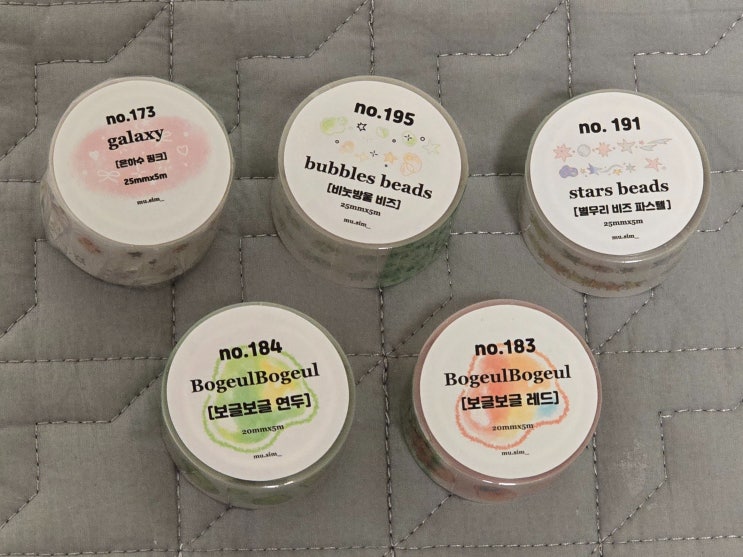 no.173
galaxy
[은하수 핑크]
25mmx5m
mu.sim_
no.195
bubbles beads
[비눗방울 비즈]
25mmx5m
mu.sim_
no. 191
stars beads
[별무리 비즈 파스텔]
25mmx5m
mu.sim_
no.184
BogeulBogeul
[보글보글 연두]
20mmx5m
mu.sim_
no.183
BogeulBogeul
[보글보글 레드]
20mmx5m
mu.sim_